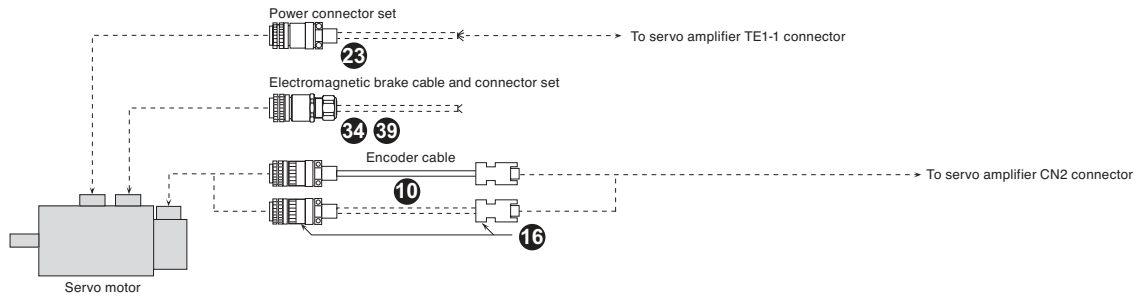 Power connector set
To servo amplifier TE1-1 connector
23
Electromagnetic brake cable and connector set
34 39
Encoder cable
10
To servo amplifier CN2 connector
16
Servo motor